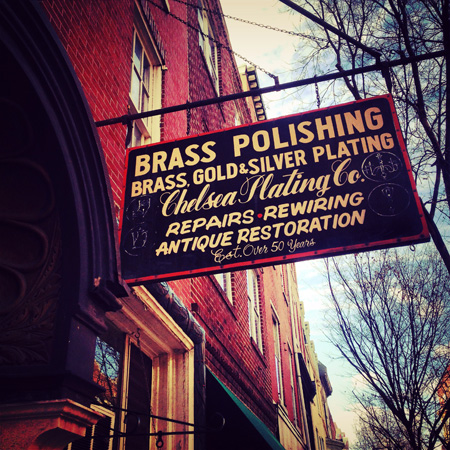 BRASS POLISHING
BRASS, GOLD & SILVER PLATING
Chelsea Plating Co.
REPAIRS • REWIRING
ANTIQUE RESTORATION
Est. Over 50 Years